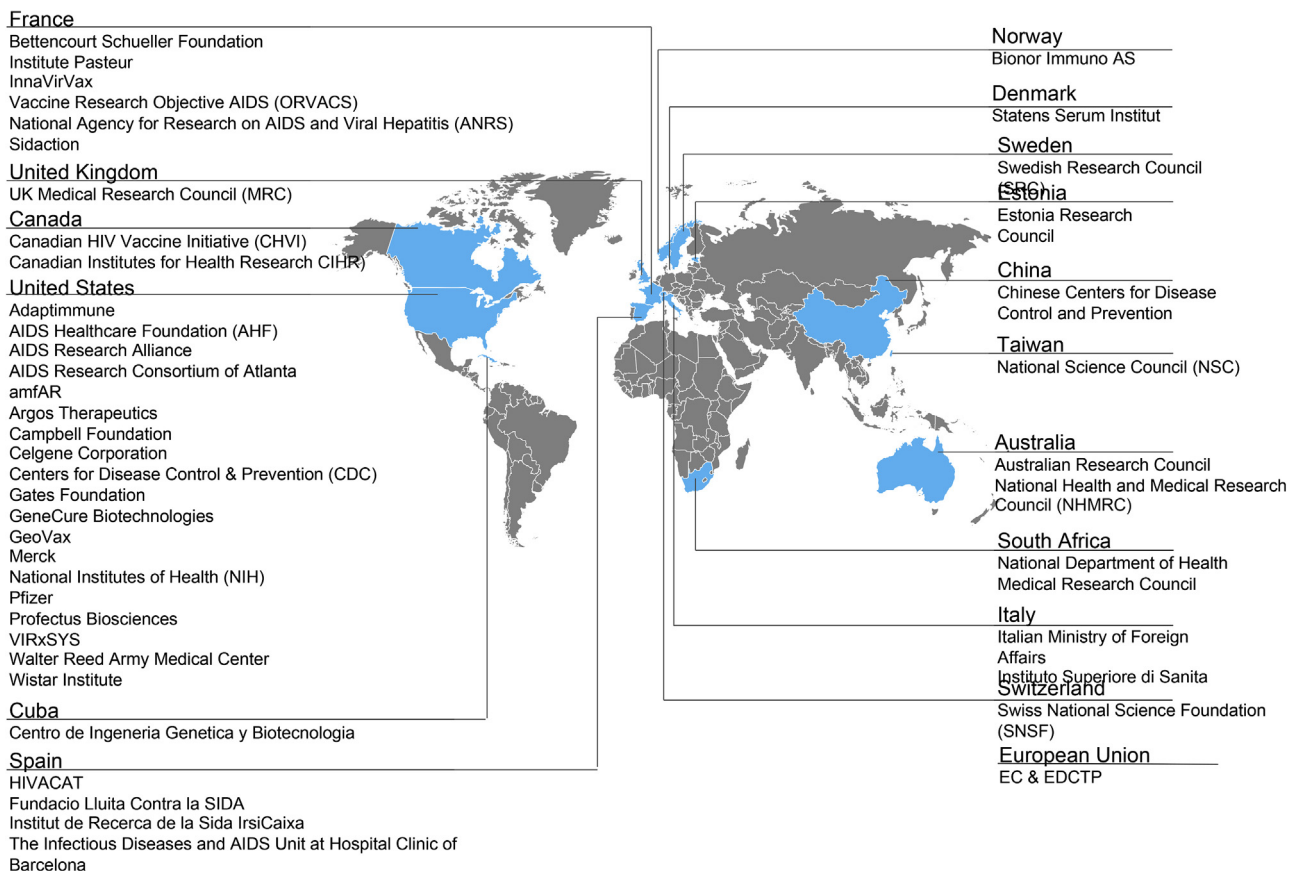 France
Bettencourt Schueller Foundation
Institute Pasteur
InnaVirVax
Vaccine Research Objective AIDS (ORVACS)
National Agency for Research on AIDS and Viral Hepatitis (ANRS)
Sidaction
United Kingdom
UK Medical Research Council (MRC)
Canada
Canadian HIV Vaccine Initiative (CHVI)
Canadian Institutes for Health Research CIHR)
United States
Adaptimmune
AIDS Healthcare Foundation (AHF)
AIDS Research Alliance
AIDS Research Consortium of Atlanta
amfAR
Argos Therapeutics
Campbell Foundation
Celgene Corporation
Centers for Disease Control & Prevention (CDC)
Gates Foundation
GeneCure Biotechnologies
GeoVax
Merck
National Institutes of Health (NIH)
Pfizer
Profectus Biosciences
VIRxSYS
Walter Reed Army Medical Center
Wistar Institute
Cuba
Centro de Ingeneria Genetica y Biotecnologia
Spain
HIVACAT
Fundacio Lluita Contra la SIDA
Institut de Recerca de la Sida IrsiCaixa
The Infectious Diseases and AIDS Unit at Hospital Clinic of
Barcelona
Norway
Bionor Immuno AS
Denmark
Statens Serum Institut
Sweden
Swedish Research Council
(SRC)
Estonia
Estonia Research
Council
China
Chinese Centers for Disease
Control and Prevention
Taiwan
National Science Council (NSC)
Australia
Australian Research Council
National Health and Medical Research
Council (NHMRC)
South Africa
National Department of Health
Medical Research Council
Italy
Italian Ministry of Foreign
Affairs
Instituto Superiore di Sanita
Switzerland
Swiss National Science Foundation
(SNSF)
European Union
EC & EDCTP